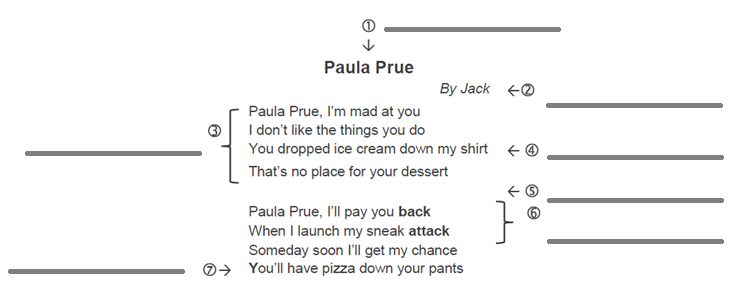 ①
↓
Paula Prue
By Jack ←②
Paula Prue, I'm mad at you
③ I don't like the things you do
You dropped ice cream down my shirt ← ④
That's no place for your dessert
← ⑤
Paula Prue, I'll pay you back ⑥
When I launch my sneak attack
Someday soon I'll get my chance
⑦→ You'll have pizza down your pants